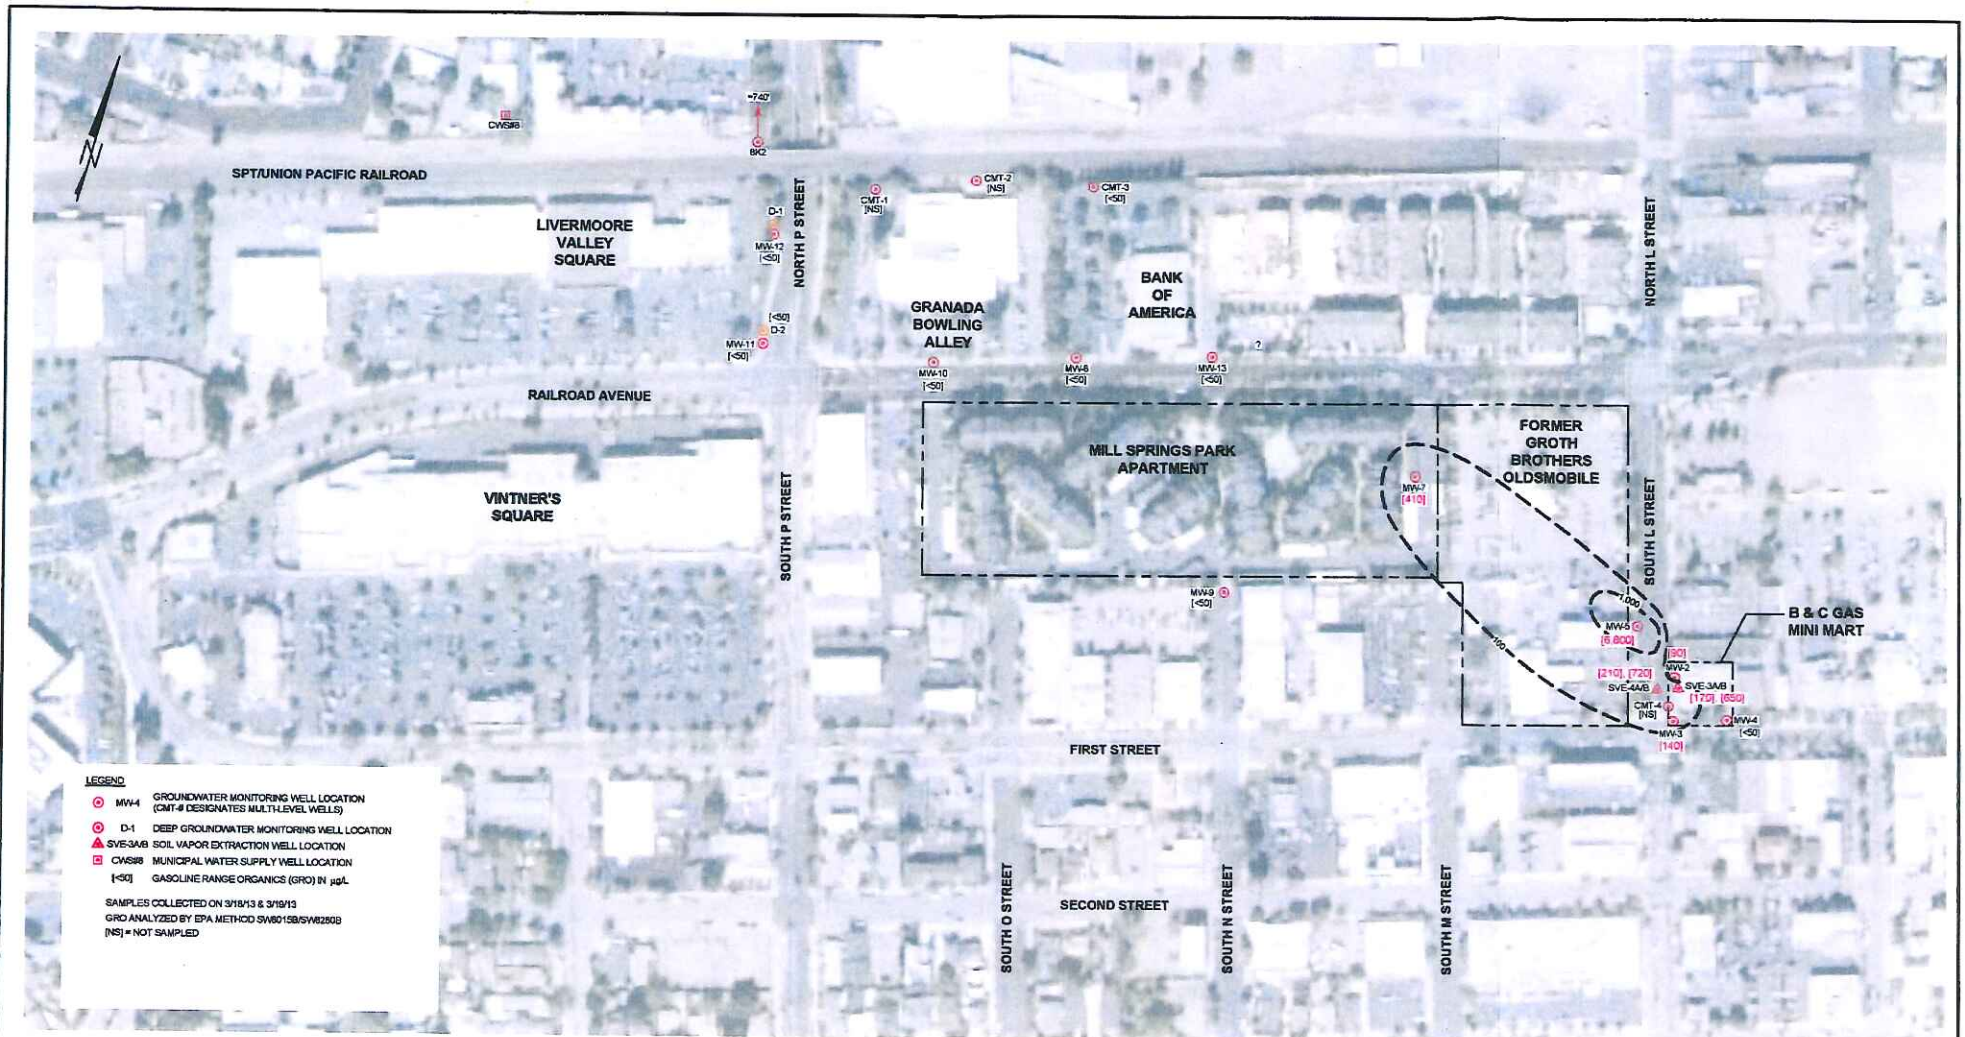 N
≈740'
CWS#8
BK2
SPT/UNION PACIFIC RAILROAD
CMT-1
[NS]
CMT-2
[NS]
CMT-3
[<50]
LIVERMOORE
VALLEY
SQUARE
D-1
MW-12
[<50]
NORTH P STREET
NORTH L STREET
GRANADA
BOWLING
ALLEY
BANK
OF
AMERICA
[<50]
D-2
MW-11
[<50]
MW-10
[<50]
MW-8
[<50]
MW-13
[<50]
?
RAILROAD AVENUE
MILL SPRINGS PARK
APARTMENT
FORMER
GROTH
BROTHERS
OLDSMOBILE
VINTNER'S
SQUARE
SOUTH P STREET
MW-7
[410]
SOUTH L STREET
MW-9
[<50]
1,000
MW-5
[6,800]
B & C GAS
MINI MART
100
[90]
MW-2
[210], [720]
SVE-4A/B
SVE-3A/B
[170], [650]
CMT-4
[NS]
MW-3
[140]
MW-4
[<50]
FIRST STREET
SECOND STREET
SOUTH O STREET
SOUTH N STREET
SOUTH M STREET
LEGEND
MW-4 GROUNDWATER MONITORING WELL LOCATION
(CMT-# DESIGNATES MULTI-LEVEL WELLS)
D-1 DEEP GROUNDWATER MONITORING WELL LOCATION
SVE-3A/B SOIL VAPOR EXTRACTION WELL LOCATION
CWS#8 MUNICIPAL WATER SUPPLY WELL LOCATION
[<50] GASOLINE RANGE ORGANICS (GRO) IN µg/L
SAMPLES COLLECTED ON 3/18/13 & 3/19/13
GRO ANALYZED BY EPA METHOD SW8015B/SW8260B
[NS] = NOT SAMPLED